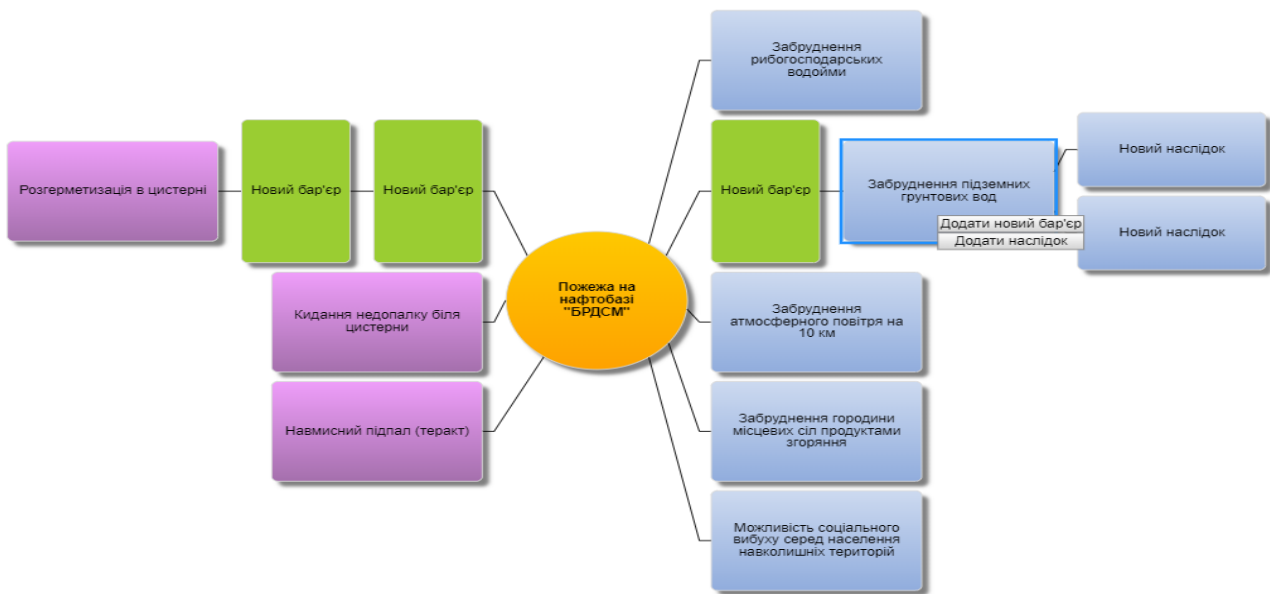 Забруднення
рибогосподарських
водойми
Розгерметизація в цистерні
Новий бар'єр
Новий бар'єр
Новий бар'єр
Забруднення підземних
грунтових вод
Новий наслідок
Додати новий бар'єр
Додати наслідок
Новий наслідок
Пожежа на
нафтобазі
"БРДСМ"
Кидання недопалку біля
цистерни
Забруднення
атмосферного повітря на
10 км
Навмисний підпал (теракт)
Забруднення городини
місцевих сіл продуктами
згоряння
Можливість соціального
вибуху серед населення
навколишніх територій